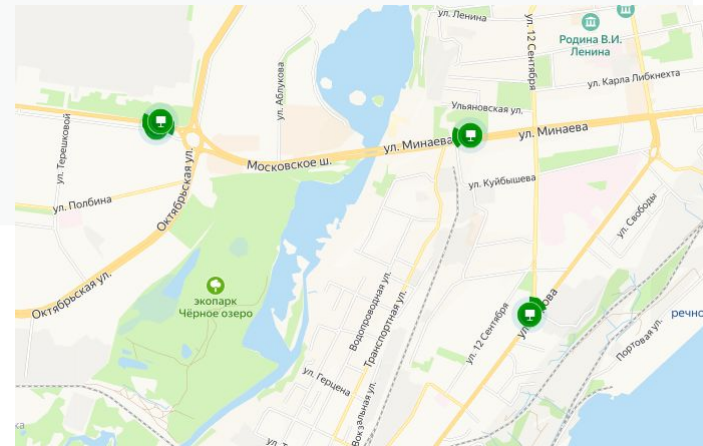 ул. Ленина
Родина В.И.
Ленина
ул. 12 Сентября
ул. Карла Либкнехта
ул. Аблукова
Ульяновская ул.
ул. Минаева
ул. Минаева
Московское ш.
ул. Терешковой
Октябрьская ул.
ул. Куйбышева
ул. Полбина
ул. Свободы
Октябрьская ул.
экопарк
Чёрное озеро
Водопроводная ул.
Транспортная ул.
ул. 12 Сентября
речно
Портовая ул.
ул. Герцена
Вокзальная ул.